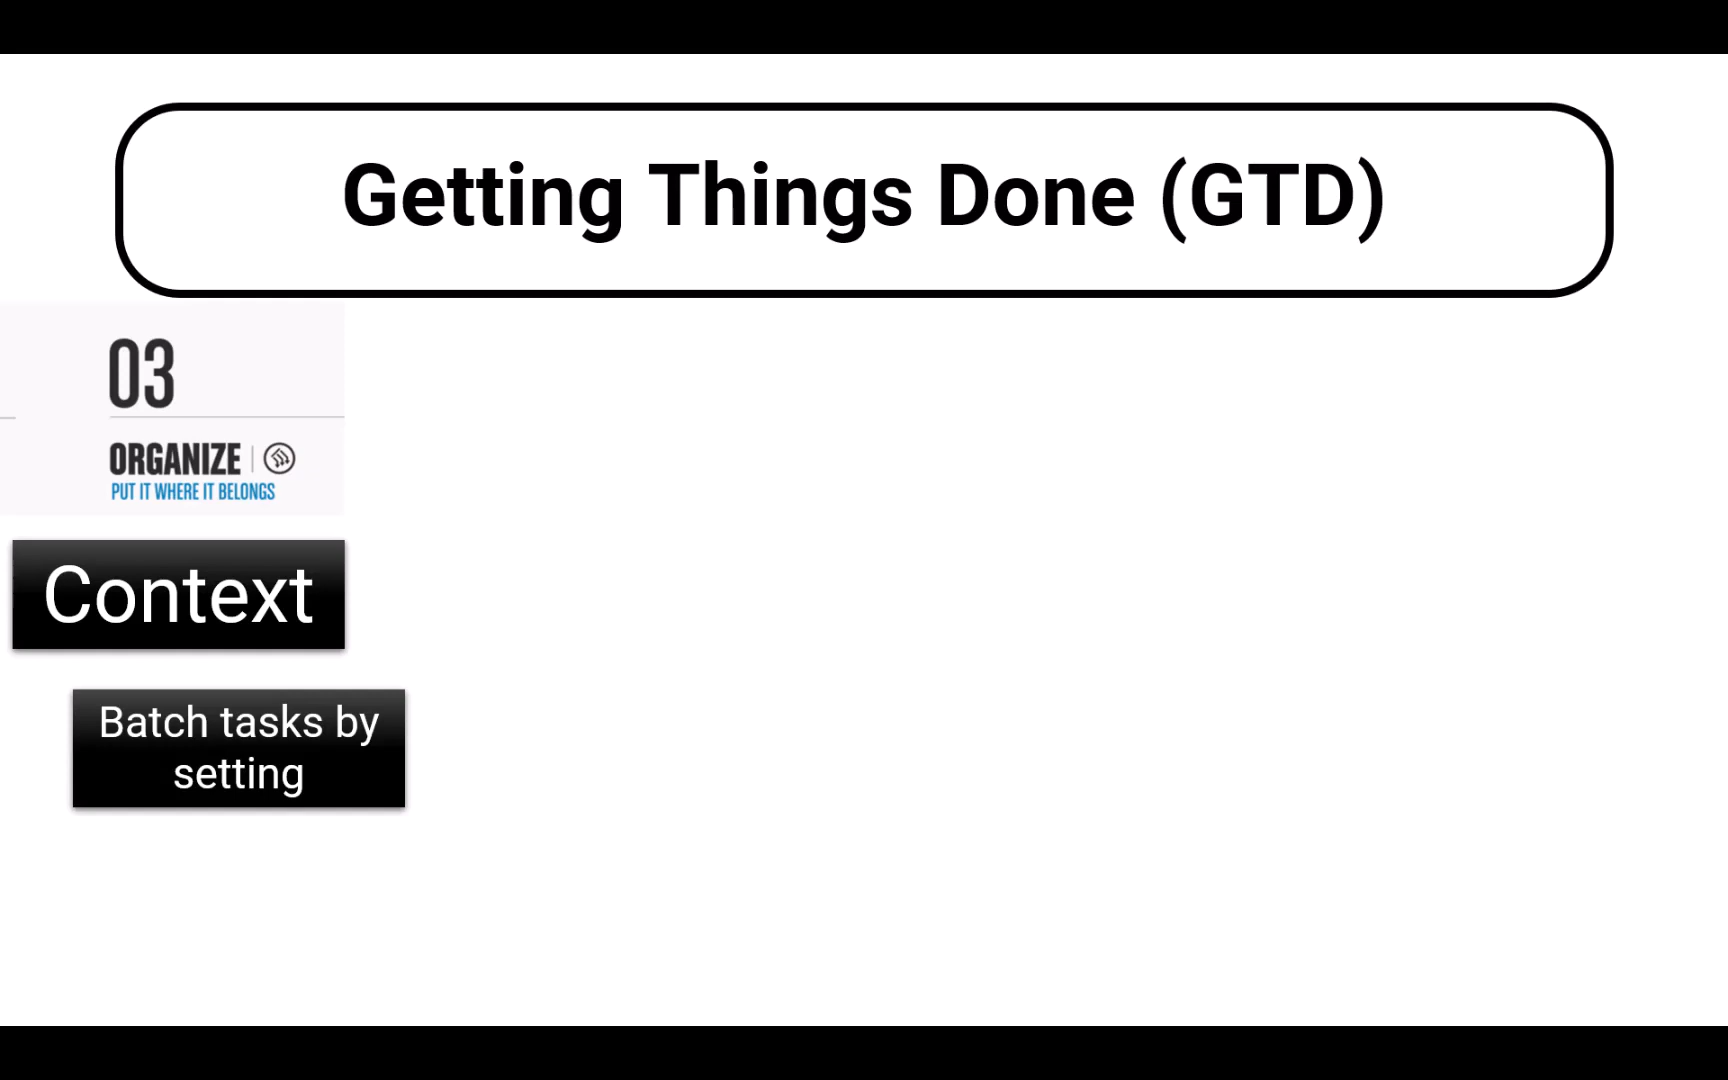 Getting Things Done (GTD)
03
ORGANIZE
PUT IT WHERE IT BELONGS
Context
Batch tasks by
setting